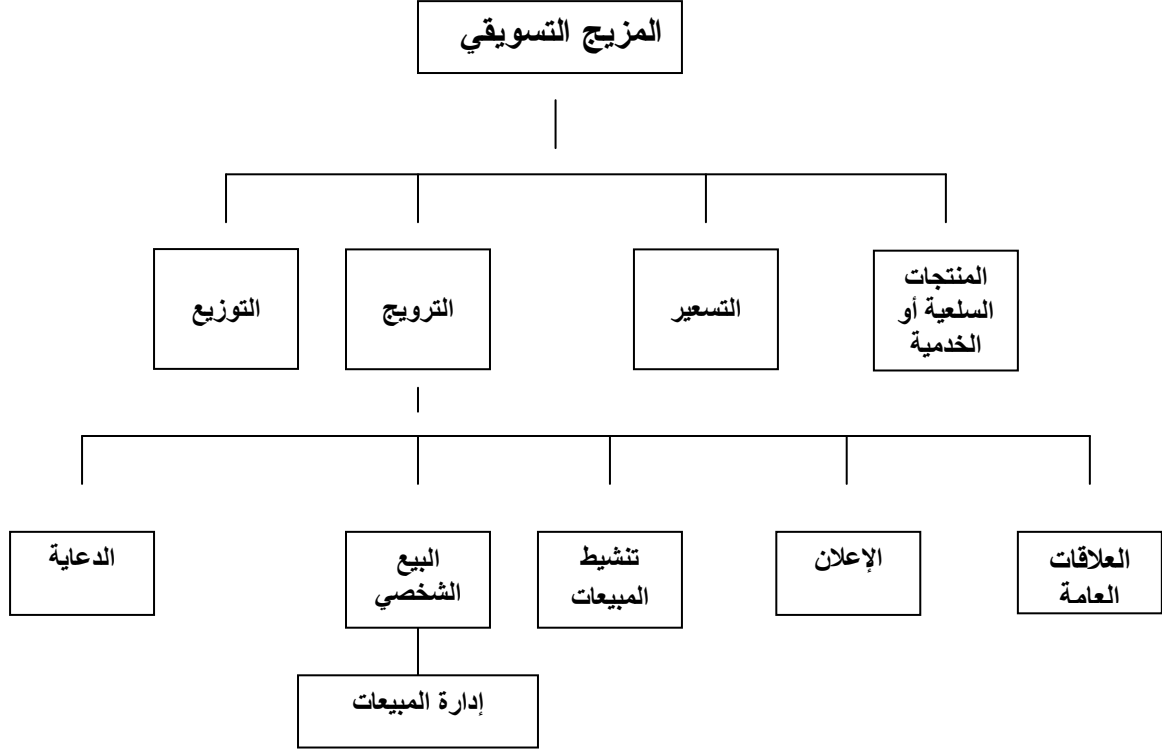 المزيج التسويقي
المنتجات
السلعية أو
الخدمية
التسعير
الترويج
التوزيع
العلاقات
العامة
الإعلان
تنشيط
المبيعات
البيع
الشخصي
الدعاية
إدارة المبيعات